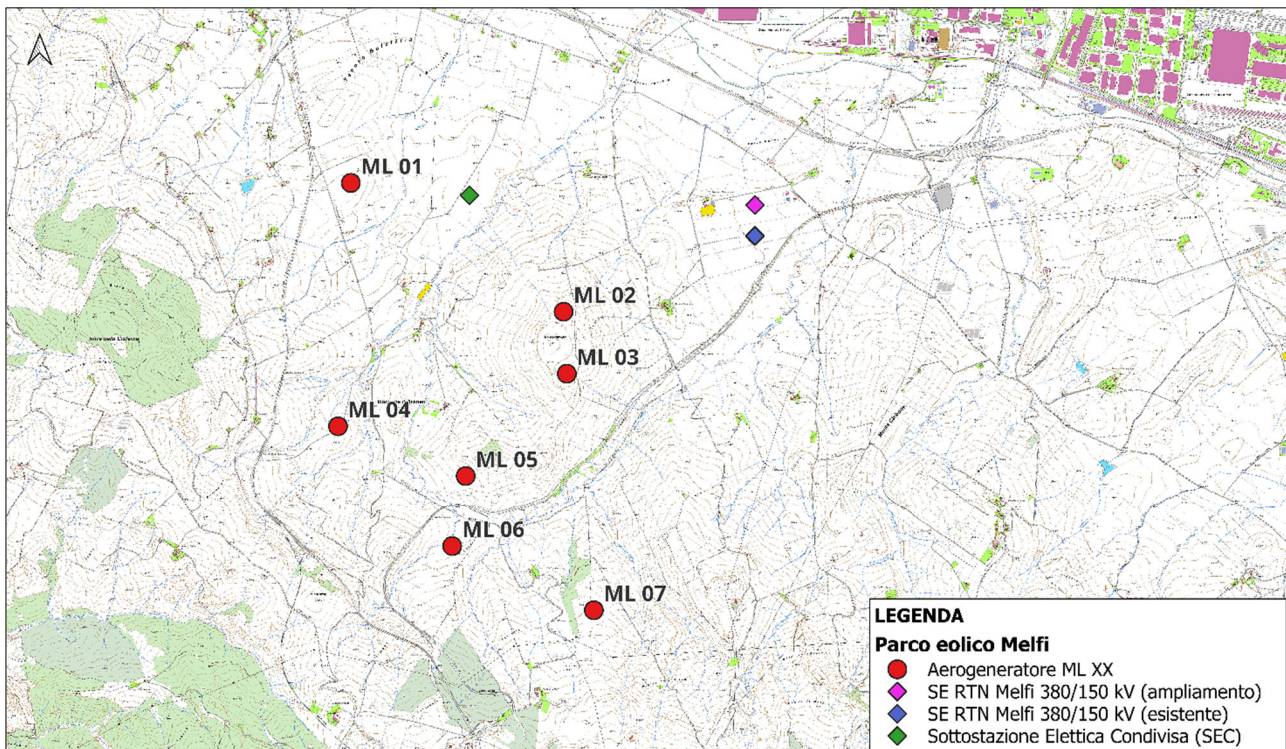 ML 01
ML 02
ML 03
ML 04
ML 05
ML 06
ML 07
LEGENDA
Parco eolico Melfi
Aerogeneratore ML XX
SE RTN Melfi 380/150 kV (ampliamento)
SE RTN Melfi 380/150 kV (esistente)
Sottostazione Elettica Condivisa (SEC)